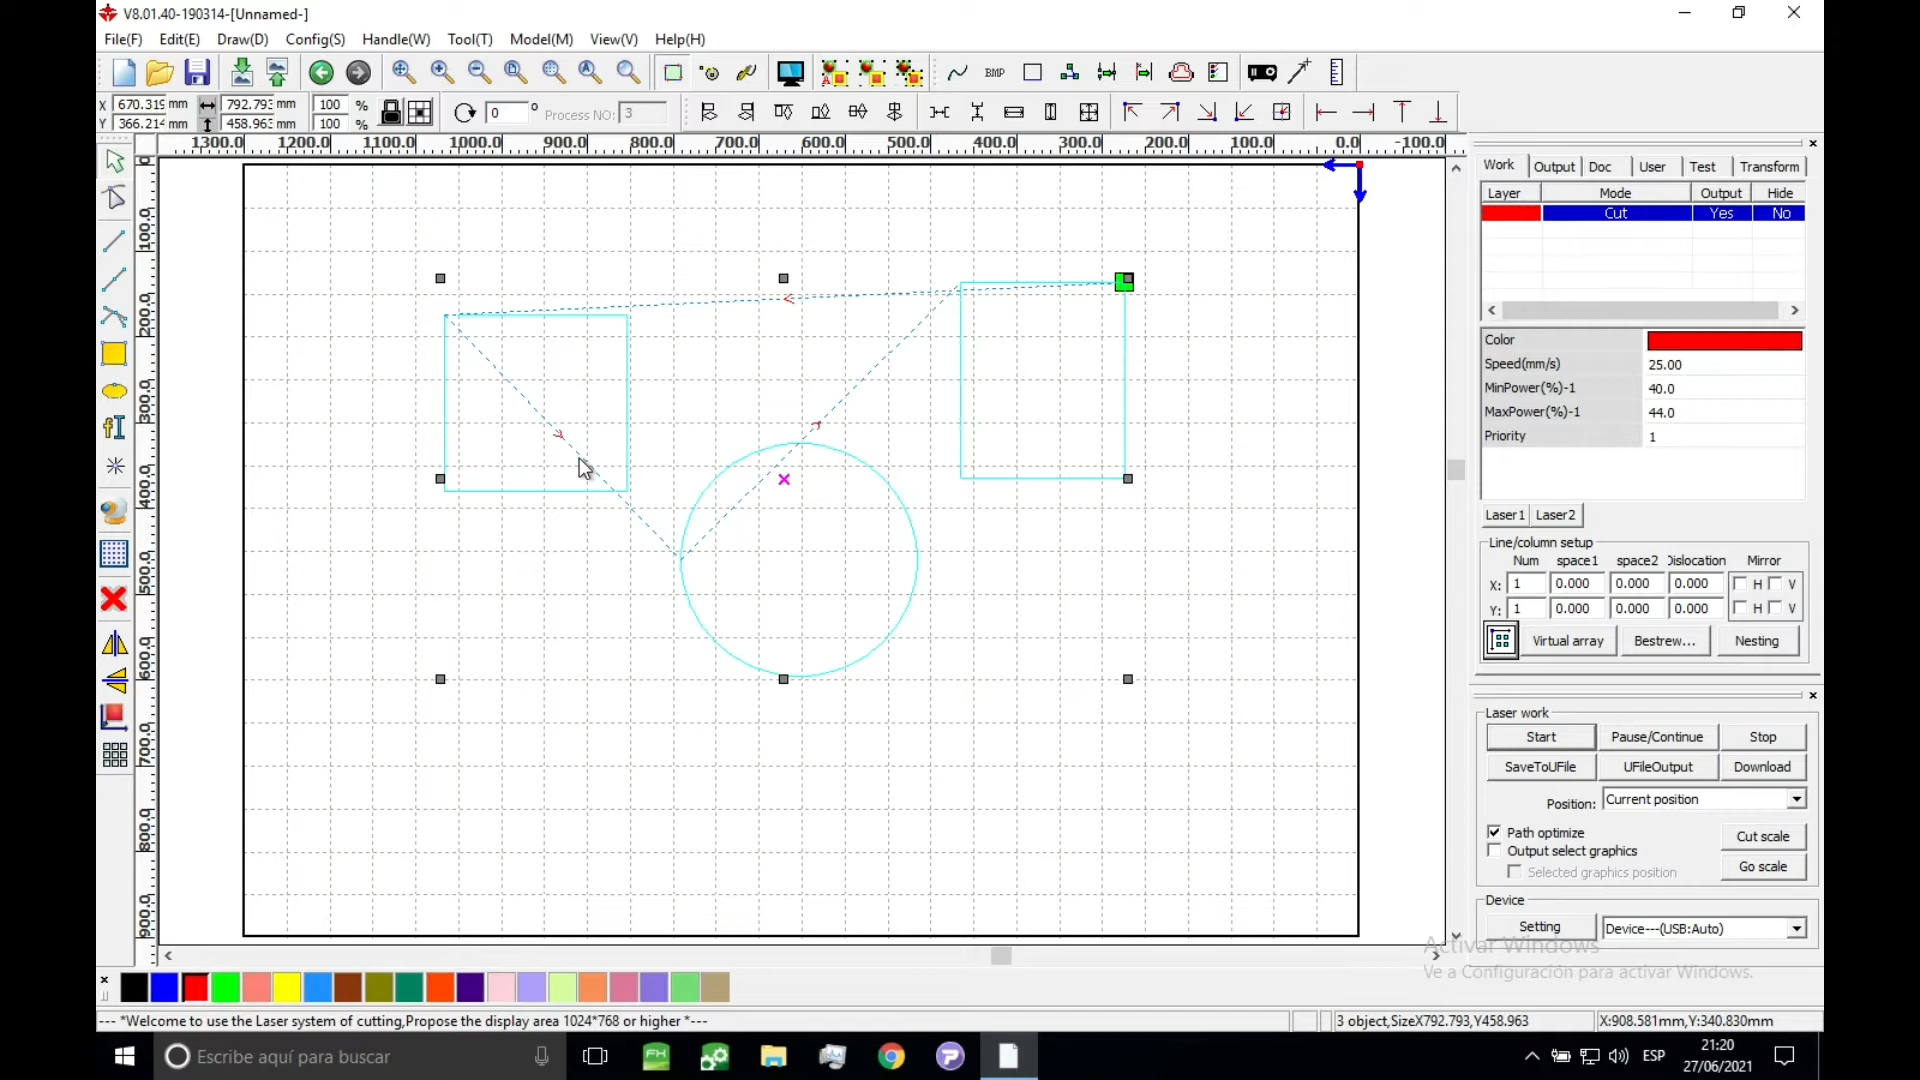 V8.01.40-190314-[Unnamed-]
File(F) Edit(E) Draw(D) Config(S) Handle(W) Tool(T) Model(M) View(V) Help(H)
BMP
X 670.319 mm 792.793 mm 100 %
Y 366.214 mm 458.963 mm 100 %
0 ° Process NO: 3
1300.0 1200.0 1100.0 1000.0 900.0 800.0 700.0 600.0 500.0 400.0 300.0 200.0 100.0 0.0 -100.0
0
100.0
200.0
300.0
400.0
500.0
600.0
700.0
800.0
900.0
Work Output Doc User Test Transform
Layer Mode Output Hide
Cut Yes No
Color
Speed(mm/s) 25.00
MinPower(%)-1 40.0
MaxPower(%)-1 44.0
Priority 1
Laser1 Laser2
Line/column setup
Num space1 space2 Dislocation Mirror
X: 1 0.000 0.000 0.000 H V
Y: 1 0.000 0.000 0.000 H V
Virtual array Bestrew... Nesting
Laser work
Start Pause/Continue Stop
SaveToUFile UFileOutput Download
Position: Current position
Path optimize
Output select graphics
Selected graphics position
Cut scale
Go scale
Device
Setting Device---(USB:Auto)
Activar Windows
Ve a Configuración para activar Windows.
--- *Welcome to use the Laser system of cutting,Propose the display area 1024*768 or higher *---
3 object,SizeX792.793,Y458.963
X:908.581mm,Y:340.830mm
Escribe aquí para buscar
FH
ESP
21:20
27/06/2021